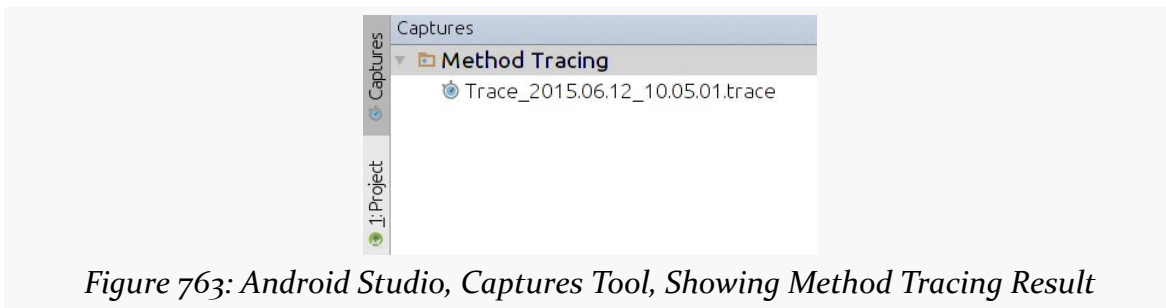 Captures
Captures
Method Tracing
Trace_2015.06.12_10.05.01.trace
1: Project
Figure 763: Android Studio, Captures Tool, Showing Method Tracing Result